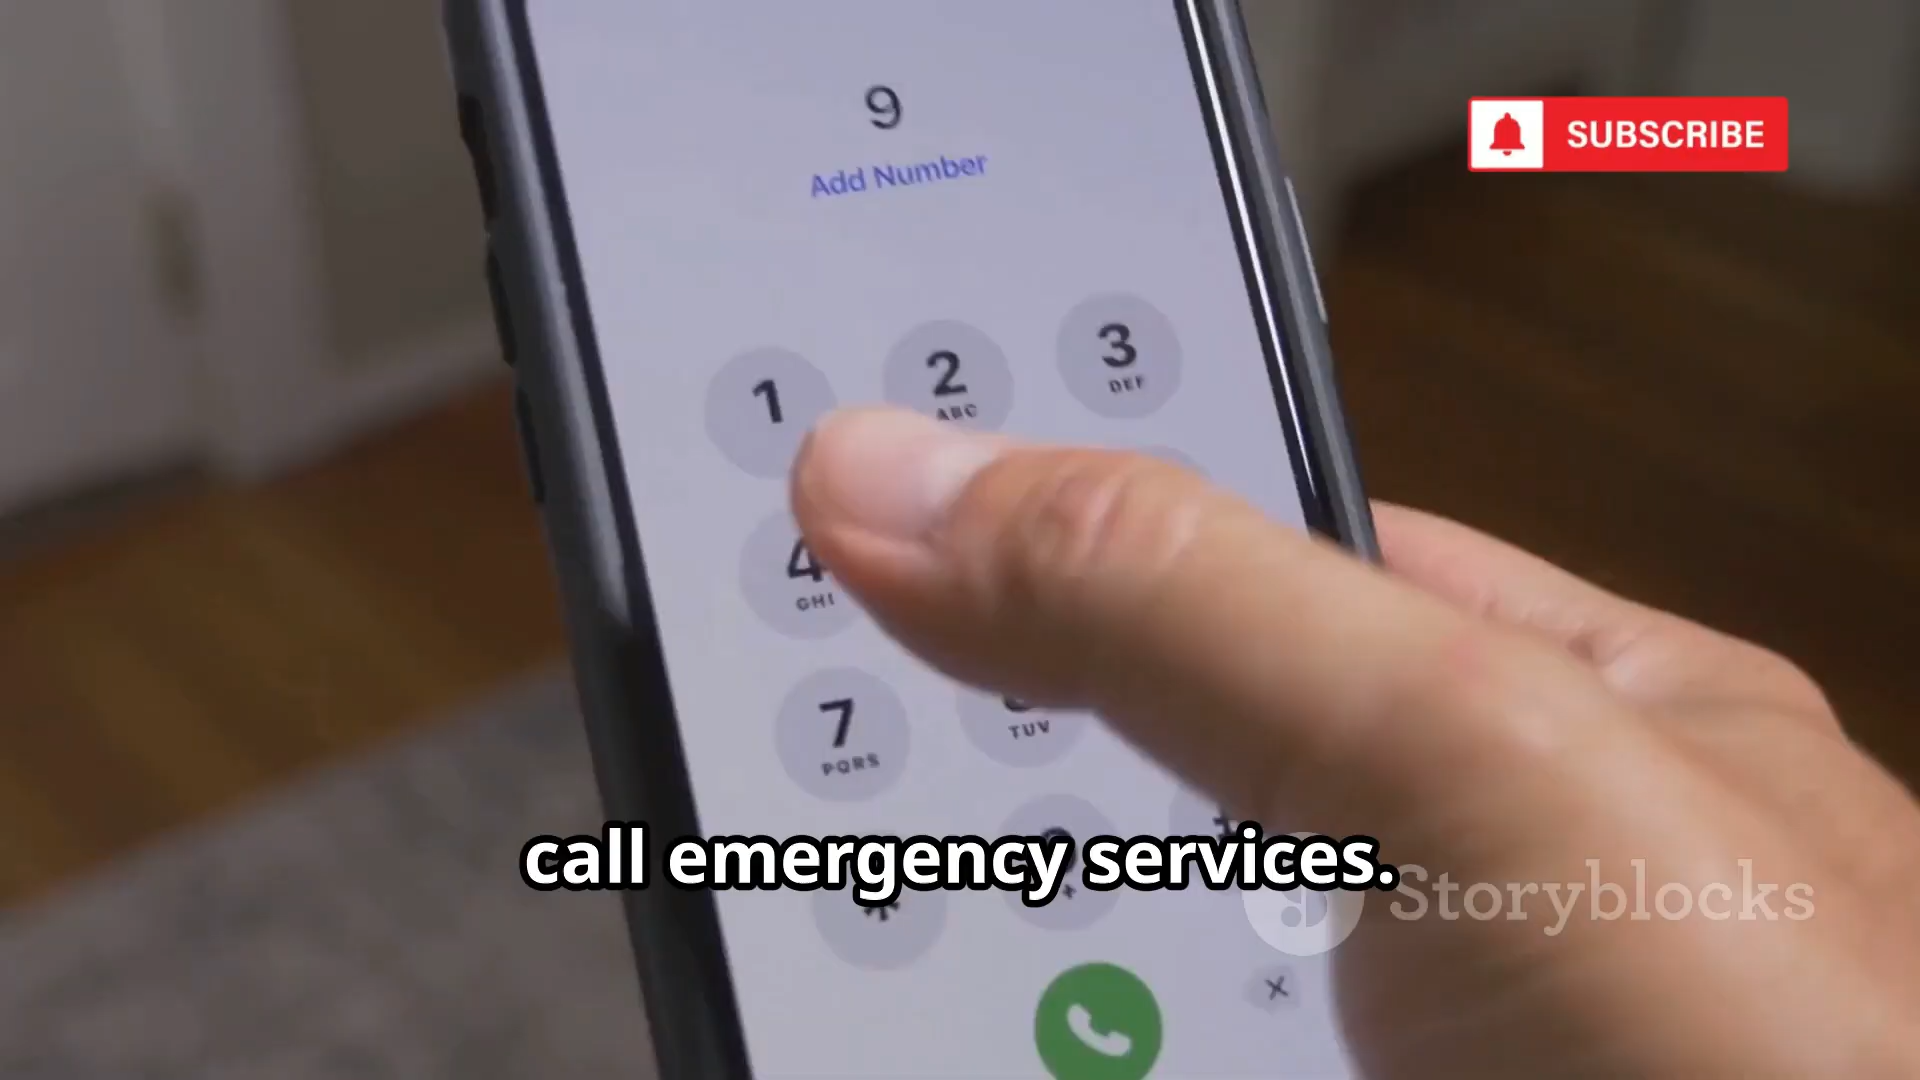 9
Add Number
SUBSCRIBE
1
2
ABC
3
DEF
4
GHI
7
PQRS
TUV
*
+
call emergency services.
Storyblocks